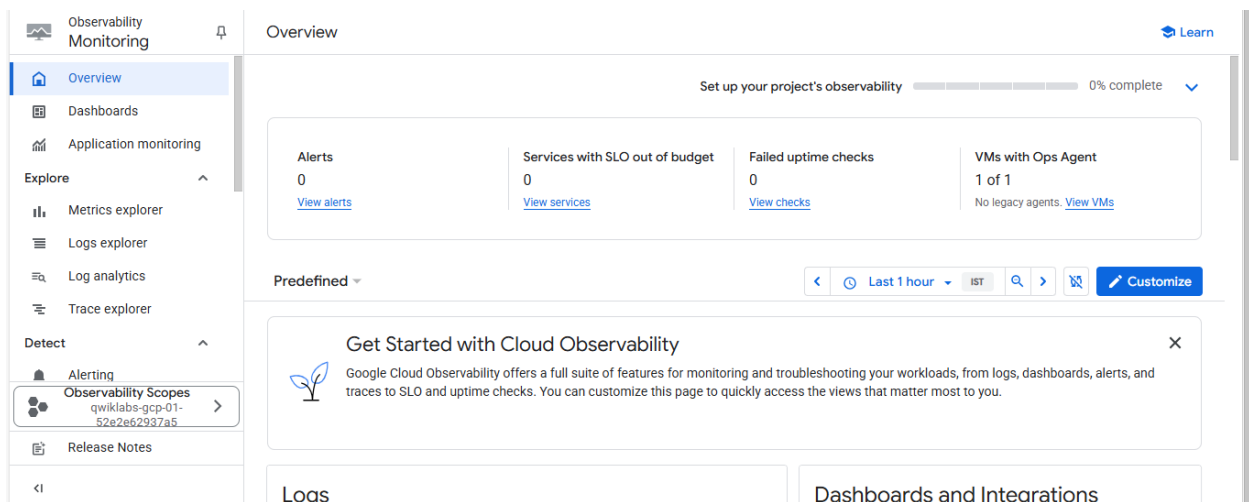 Observability
Monitoring
Overview
Learn
Overview
Dashboards
Application monitoring
Explore
Metrics explorer
Logs explorer
Log analytics
Trace explorer
Detect
Alerting
Observability Scopes
qwiklabs-gcp-01-
52e2e62937a5
Release Notes
Set up your project's observability 0% complete
Alerts
0
View alerts
Services with SLO out of budget
0
View services
Failed uptime checks
0
View checks
VMs with Ops Agent
1 of 1
No legacy agents. View VMs
Predefined
Last 1 hour IST
Customize
Get Started with Cloud Observability
Google Cloud Observability offers a full suite of features for monitoring and troubleshooting your workloads, from logs, dashboards, alerts, and
traces to SLO and uptime checks. You can customize this page to quickly access the views that matter most to you.
Logs
Dashboards and Integrations